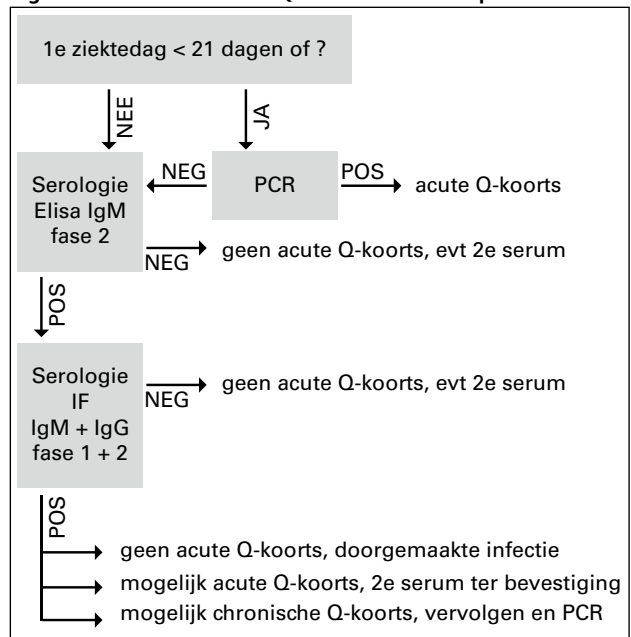 1e ziektedag < 21 dagen of ?
NEE
JA
Serologie
Elisa IgM
fase 2
NEG
PCR
POS
acute Q-koorts
NEG
geen acute Q-koorts, evt 2e serum
POS
Serologie
IF
IgM + IgG
fase 1 + 2
NEG
geen acute Q-koorts, evt 2e serum
POS
geen acute Q-koorts, doorgemaakte infectie
mogelijk acute Q-koorts, 2e serum ter bevestiging
mogelijk chronische Q-koorts, vervolgen en PCR